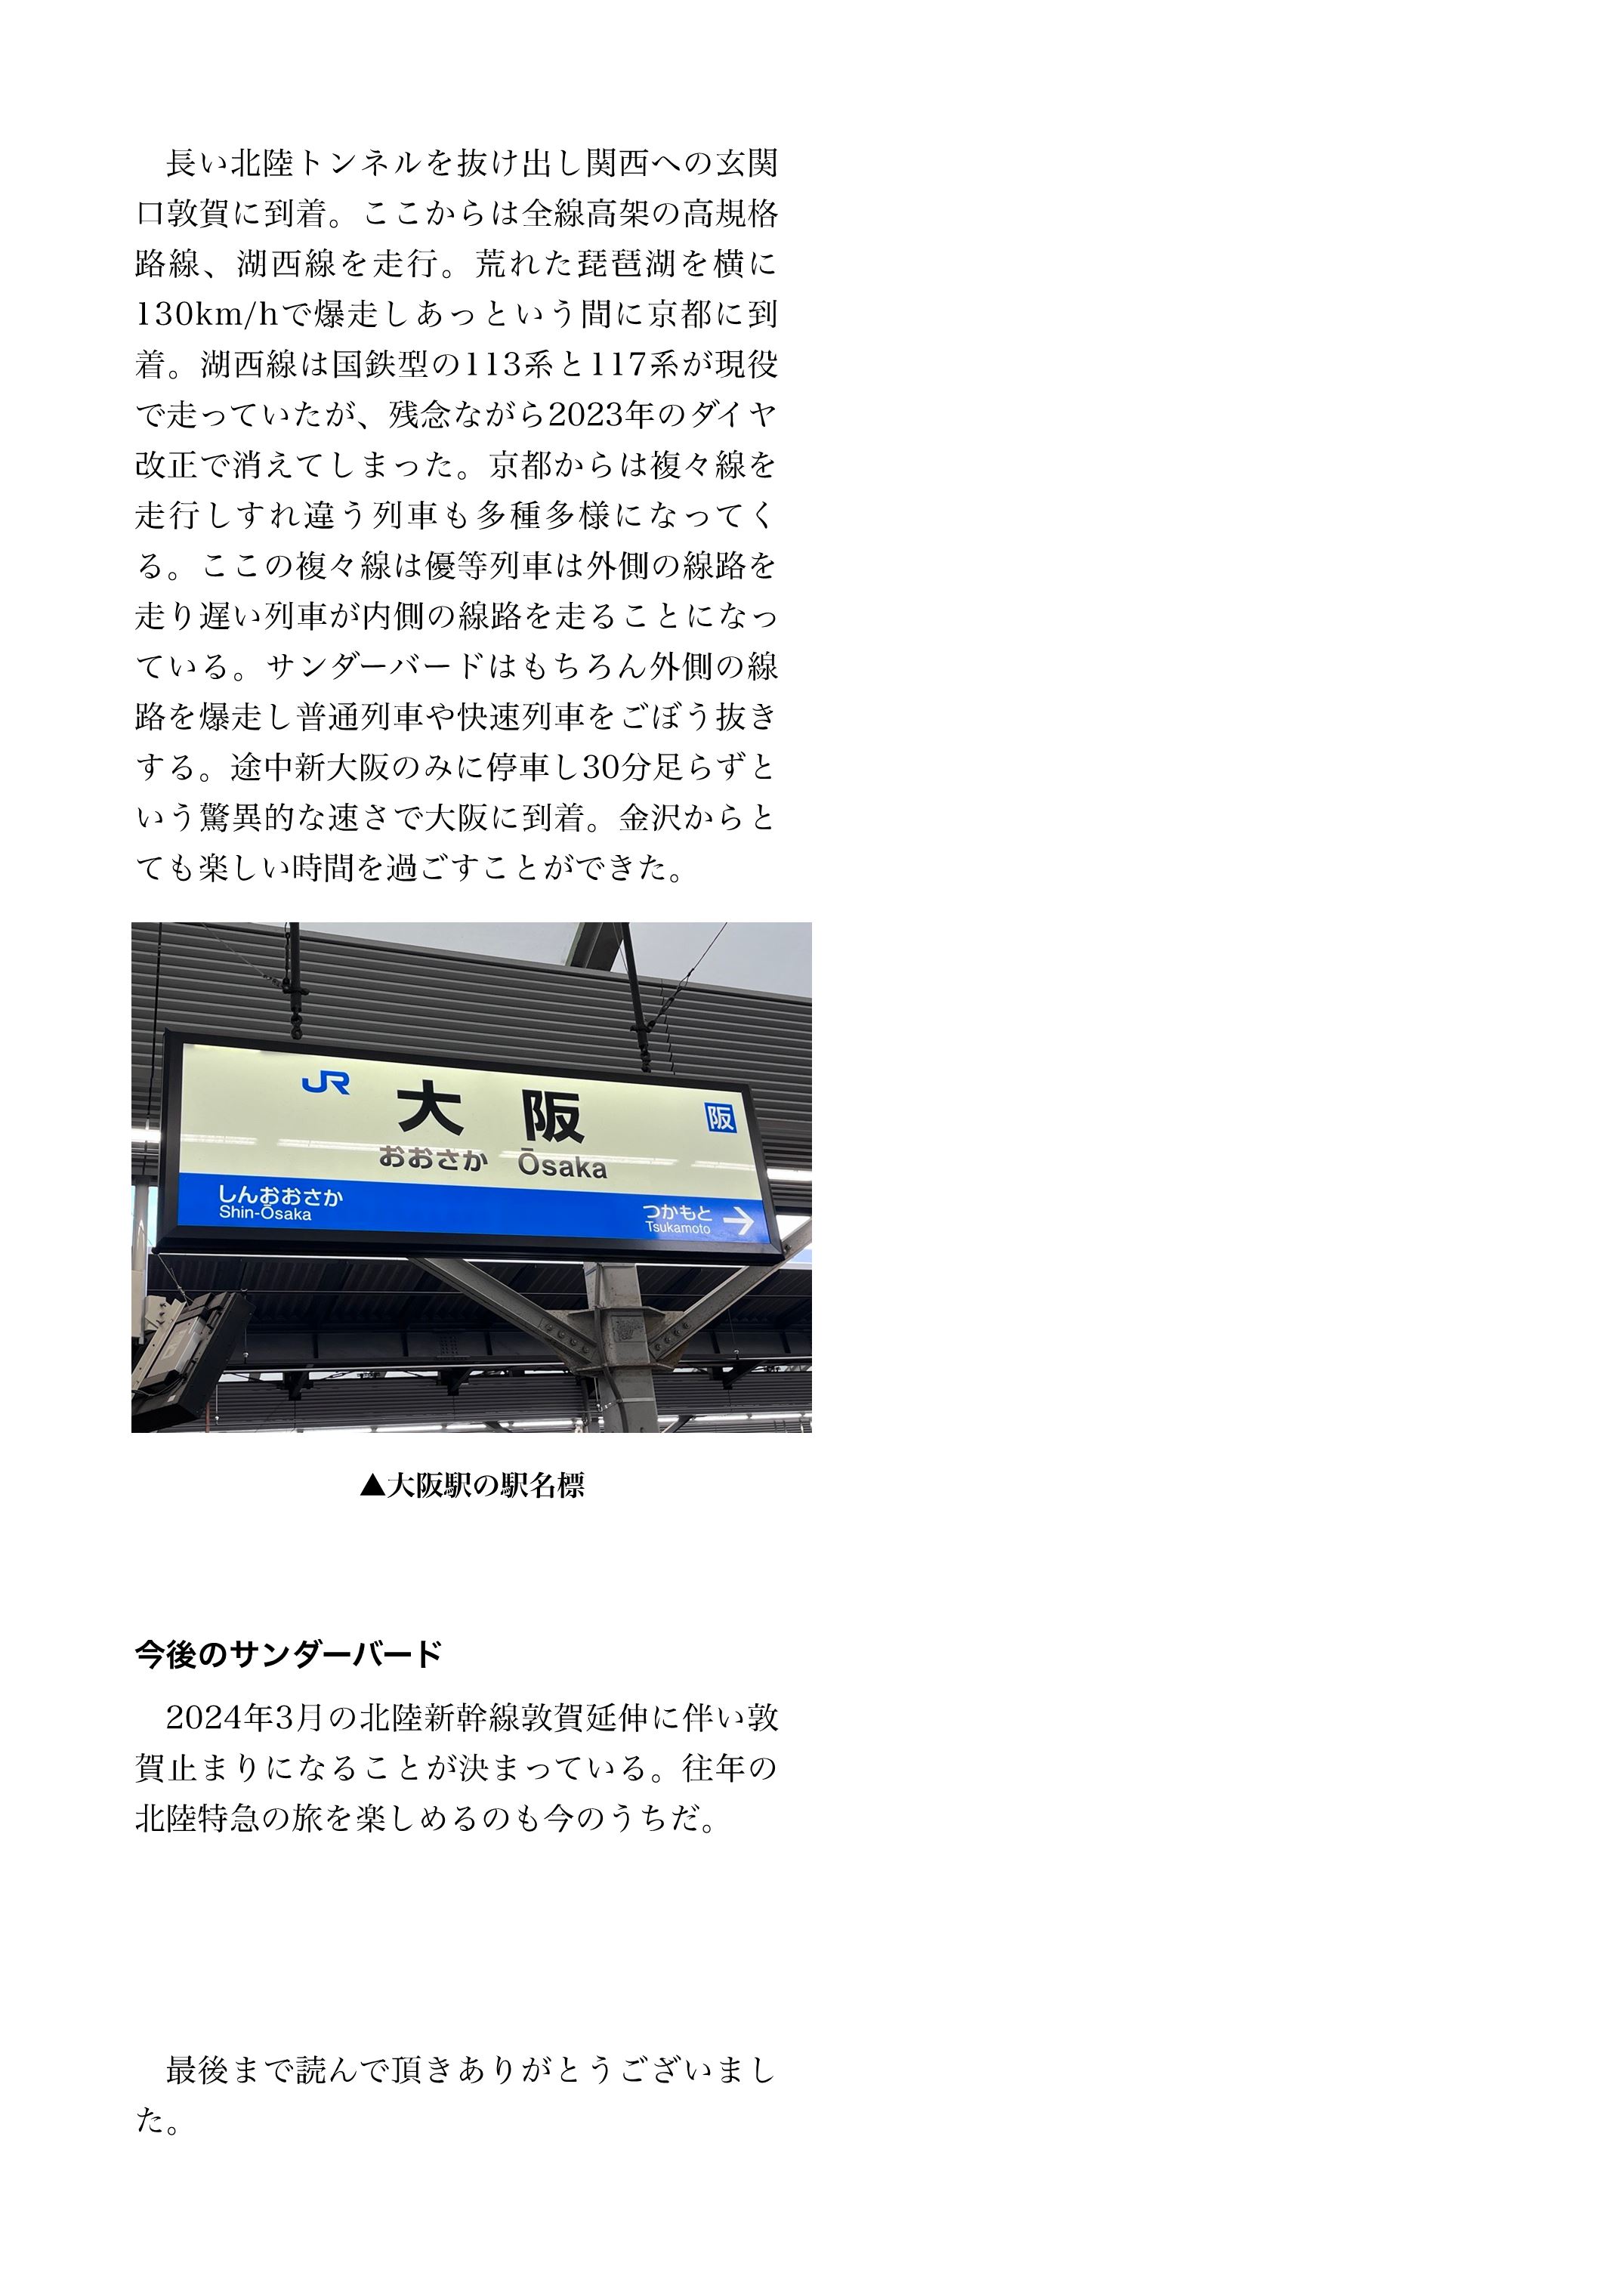 長い北陸トンネルを抜け出し関西への玄関
口敦賀に到着。ここからは全線高架の高規格
路線、湖西線を走行。荒れた琵琶湖を横に
130km/hで爆走しあっという間に京都に到
着。湖西線は国鉄型の113系と117系が現役
で走っていたが、残念ながら2023年のダイヤ
改正で消えてしまった。京都からは複々線を
走行しすれ違う列車も多種多様になってく
る。ここの複々線は優等列車は外側の線路を
走り遅い列車が内側の線路を走ることになっ
ている。サンダーバードはもちろん外側の線
路を爆走し普通列車や快速列車をごぼう抜き
する。途中新大阪のみに停車し30分足らずと
いう驚異的な速さで大阪に到着。金沢からと
ても楽しい時間を過ごすことができた。
JR 大阪 阪
おおさか Ōsaka
しんおおさか つかもと
Shin-Ōsaka Tsukamoto
▲大阪駅の駅名標
今後のサンダーバード
2024年3月の北陸新幹線敦賀延伸に伴い敦
賀止まりになることが決まっている。往年の
北陸特急の旅を楽しめるのも今のうちだ。
最後まで読んで頂きありがとうございまし
た。